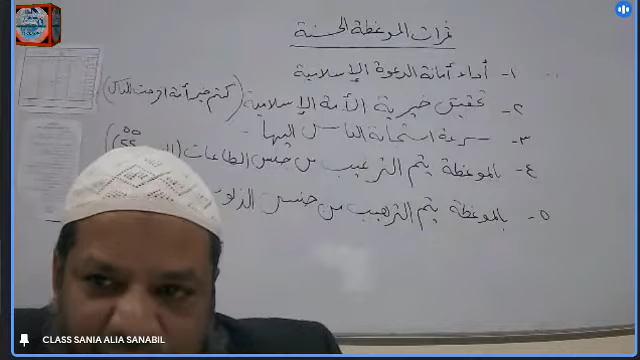 ثمرات الموعظة الحسنة
١- أداء أمانة الدعوة الإسلامية
٢- تحقيق خيرية الأمة الإسلامية (كنتم خير أمة أخرجت للناس)
٣- سرعة استجابة الناس إليها
٤- بالموعظة يتم الترغيب من جنس الطاعات
٥- بالموعظة يتم الترهيب من جنس
CLASS SANIA ALIA SANABIL